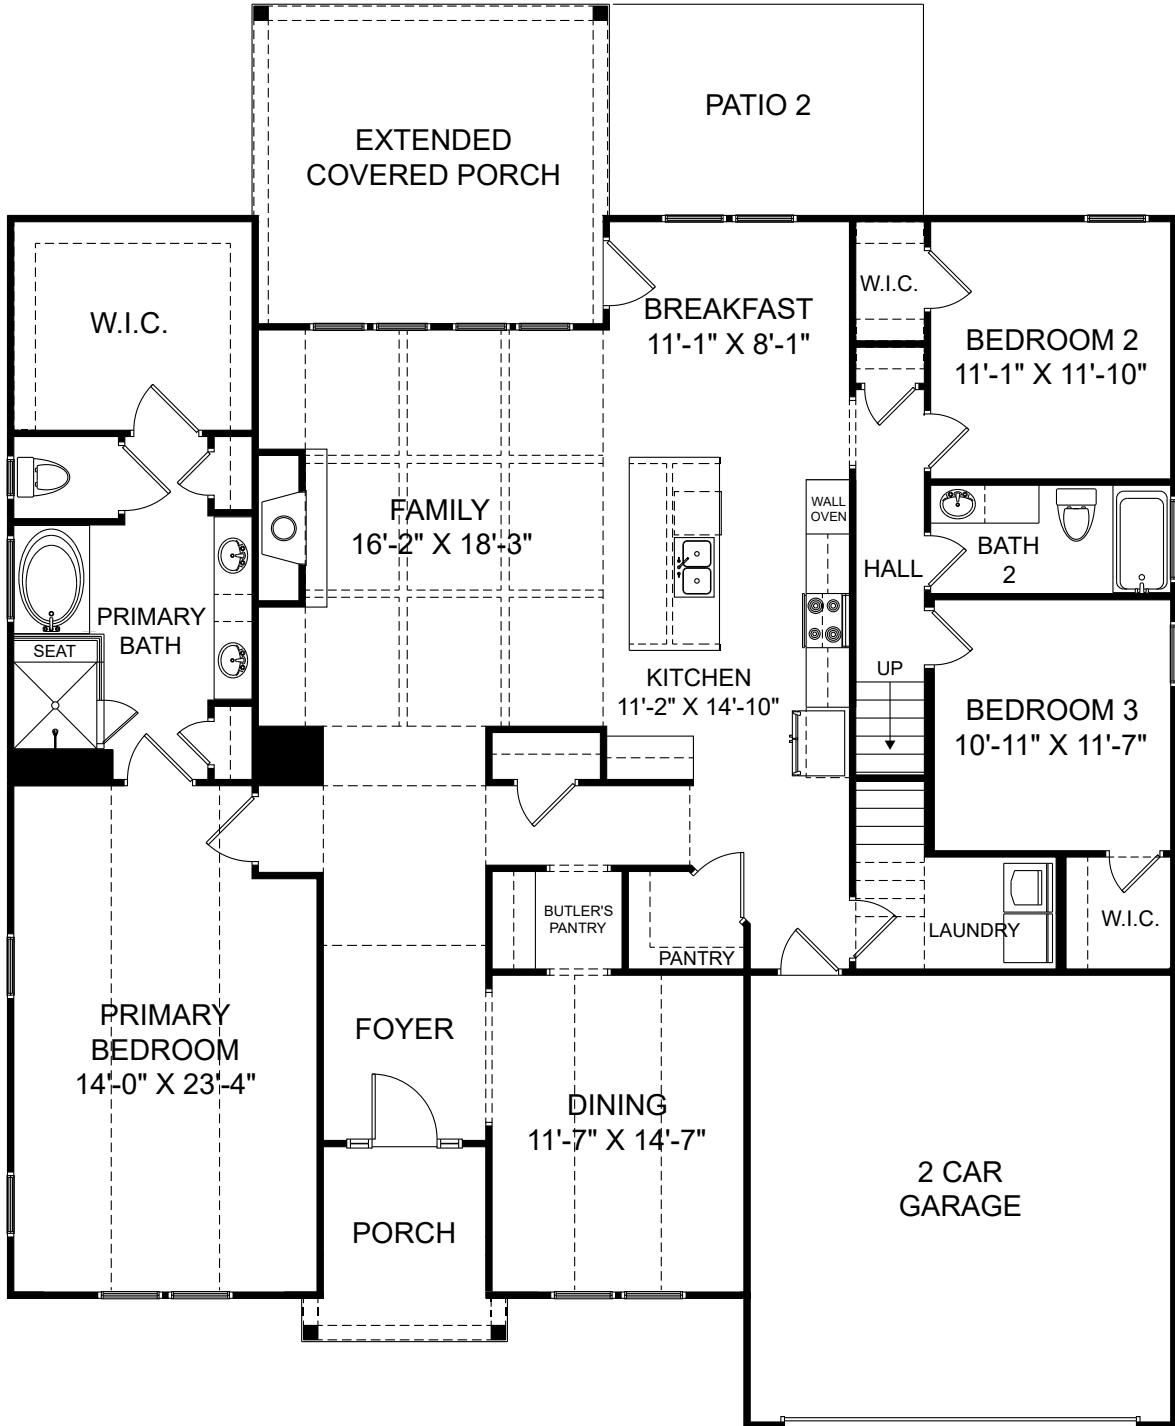 PATIO 2
EXTENDED
COVERED PORCH
W.I.C.
BREAKFAST
11'-1" X 8'-1"
W.I.C.
BEDROOM 2
11'-1" X 11'-10"
FAMILY
16'-2" X 18'-3"
WALL
OVEN
HALL
BATH
2
PRIMARY
BATH
SEAT
KITCHEN
11'-2" X 14'-10"
UP
BEDROOM 3
10'-11" X 11'-7"
BUTLER'S
PANTRY
PANTRY
LAUNDRY
W.I.C.
PRIMARY
BEDROOM
14'-0" X 23'-4"
FOYER
DINING
11'-7" X 14'-7"
PORCH
2 CAR
GARAGE